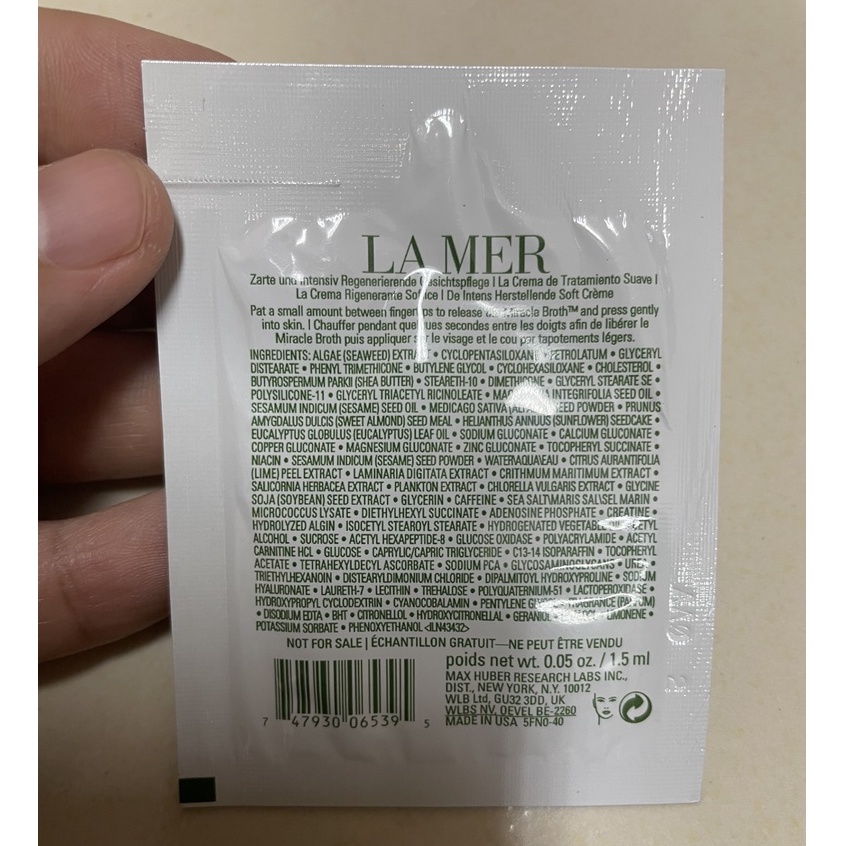 LA MER
Zarte und Intensiv Regenerierende Gesichtspflege | La Crema de Tratamiento Suave |
La Crema Rigenerante Soffice | De Intens Herstellende Soft Crème
Pat a small amount between fingertips to release the Miracle Broth™ and press gently
into skin. | Chauffer pendant quelques secondes entre les doigts afin de libérer le
Miracle Broth puis appliquer sur le visage et le cou par tapotements légers.
INGREDIENTS: ALGAE (SEAWEED) EXTRACT • CYCLOPENTASILOXANE • PETROLATUM • GLYCERYL
DISTEARATE • PHENYL TRIMETHICONE • BUTYLENE GLYCOL • CYCLOHEXASILOXANE • CHOLESTEROL •
BUTYROSPERMUM PARKII (SHEA BUTTER) • STEARETH-10 • DIMETHICONE • GLYCERYL STEARATE SE •
POLYSILICONE-11 • GLYCERYL TRIACETYL RICINOLEATE • MACADAMIA INTEGRIFOLIA SEED OIL •
SESAMUM INDICUM (SESAME) SEED OIL • MEDICAGO SATIVA (ALFALFA) SEED POWDER • PRUNUS
AMYGDALUS DULCIS (SWEET ALMOND) SEED MEAL • HELIANTHUS ANNUUS (SUNFLOWER) SEEDCAKE •
EUCALYPTUS GLOBULUS (EUCALYPTUS) LEAF OIL • SODIUM GLUCONATE • CALCIUM GLUCONATE •
COPPER GLUCONATE • MAGNESIUM GLUCONATE • ZINC GLUCONATE • TOCOPHERYL SUCCINATE •
NIACIN • SESAMUM INDICUM (SESAME) SEED POWDER • WATER\AQUA\EAU • CITRUS AURANTIFOLIA
(LIME) PEEL EXTRACT • LAMINARIA DIGITATA EXTRACT • CRITHMUM MARITIMUM EXTRACT •
SALICORNIA HERBACEA EXTRACT • PLANKTON EXTRACT • CHLORELLA VULGARIS EXTRACT • GLYCINE
SOJA (SOYBEAN) SEED EXTRACT • GLYCERIN • CAFFEINE • SEA SALT\MARIS SAL\SEL MARIN •
MICROCOCCUS LYSATE • DIETHYLHEXYL SUCCINATE • ADENOSINE PHOSPHATE • CREATINE •
HYDROLYZED ALGIN • ISOCETYL STEAROYL STEARATE • HYDROGENATED VEGETABLE OIL • CETYL
ALCOHOL • SUCROSE • ACETYL HEXAPEPTIDE-8 • GLUCOSE OXIDASE • POLYACRYLAMIDE • ACETYL
CARNITINE HCL • GLUCOSE • CAPRYLIC/CAPRIC TRIGLYCERIDE • C13-14 ISOPARAFFIN • TOCOPHERYL
ACETATE • TETRAHEXYLDECYL ASCORBATE • SODIUM PCA • GLYCOSAMINOGLYCANS • UREA •
TRIETHYLHEXANOIN • DISTEARYLDIMONIUM CHLORIDE • DIPALMITOYL HYDROXYPROLINE • SODIUM
HYALURONATE • LAURETH-7 • LECITHIN • TREHALOSE • POLYQUATERNIUM-51 • LACTOPEROXIDASE •
HYDROXYPROPYL CYCLODEXTRIN • CYANOCOBALAMIN • PENTYLENE GLYCOL • FRAGRANCE (PARFUM)
• DISODIUM EDTA • BHT • CITRONELLOL • HYDROXYCITRONELLAL • GERANIOL • LIMONENE •
POTASSIUM SORBATE • PHENOXYETHANOL <ILN43432>
NOT FOR SALE | ÉCHANTILLON GRATUIT—NE PEUT ÊTRE VENDU
poids net wt. 0.05 oz. / 1.5 ml
MAX HUBER RESEARCH LABS INC.,
DIST., NEW YORK, N.Y. 10012
WLB Ltd, GU32 3DD, UK
WLBS NV, OEVEL BE-2260
MADE IN USA 5FN0-40
7 47930 06539 5